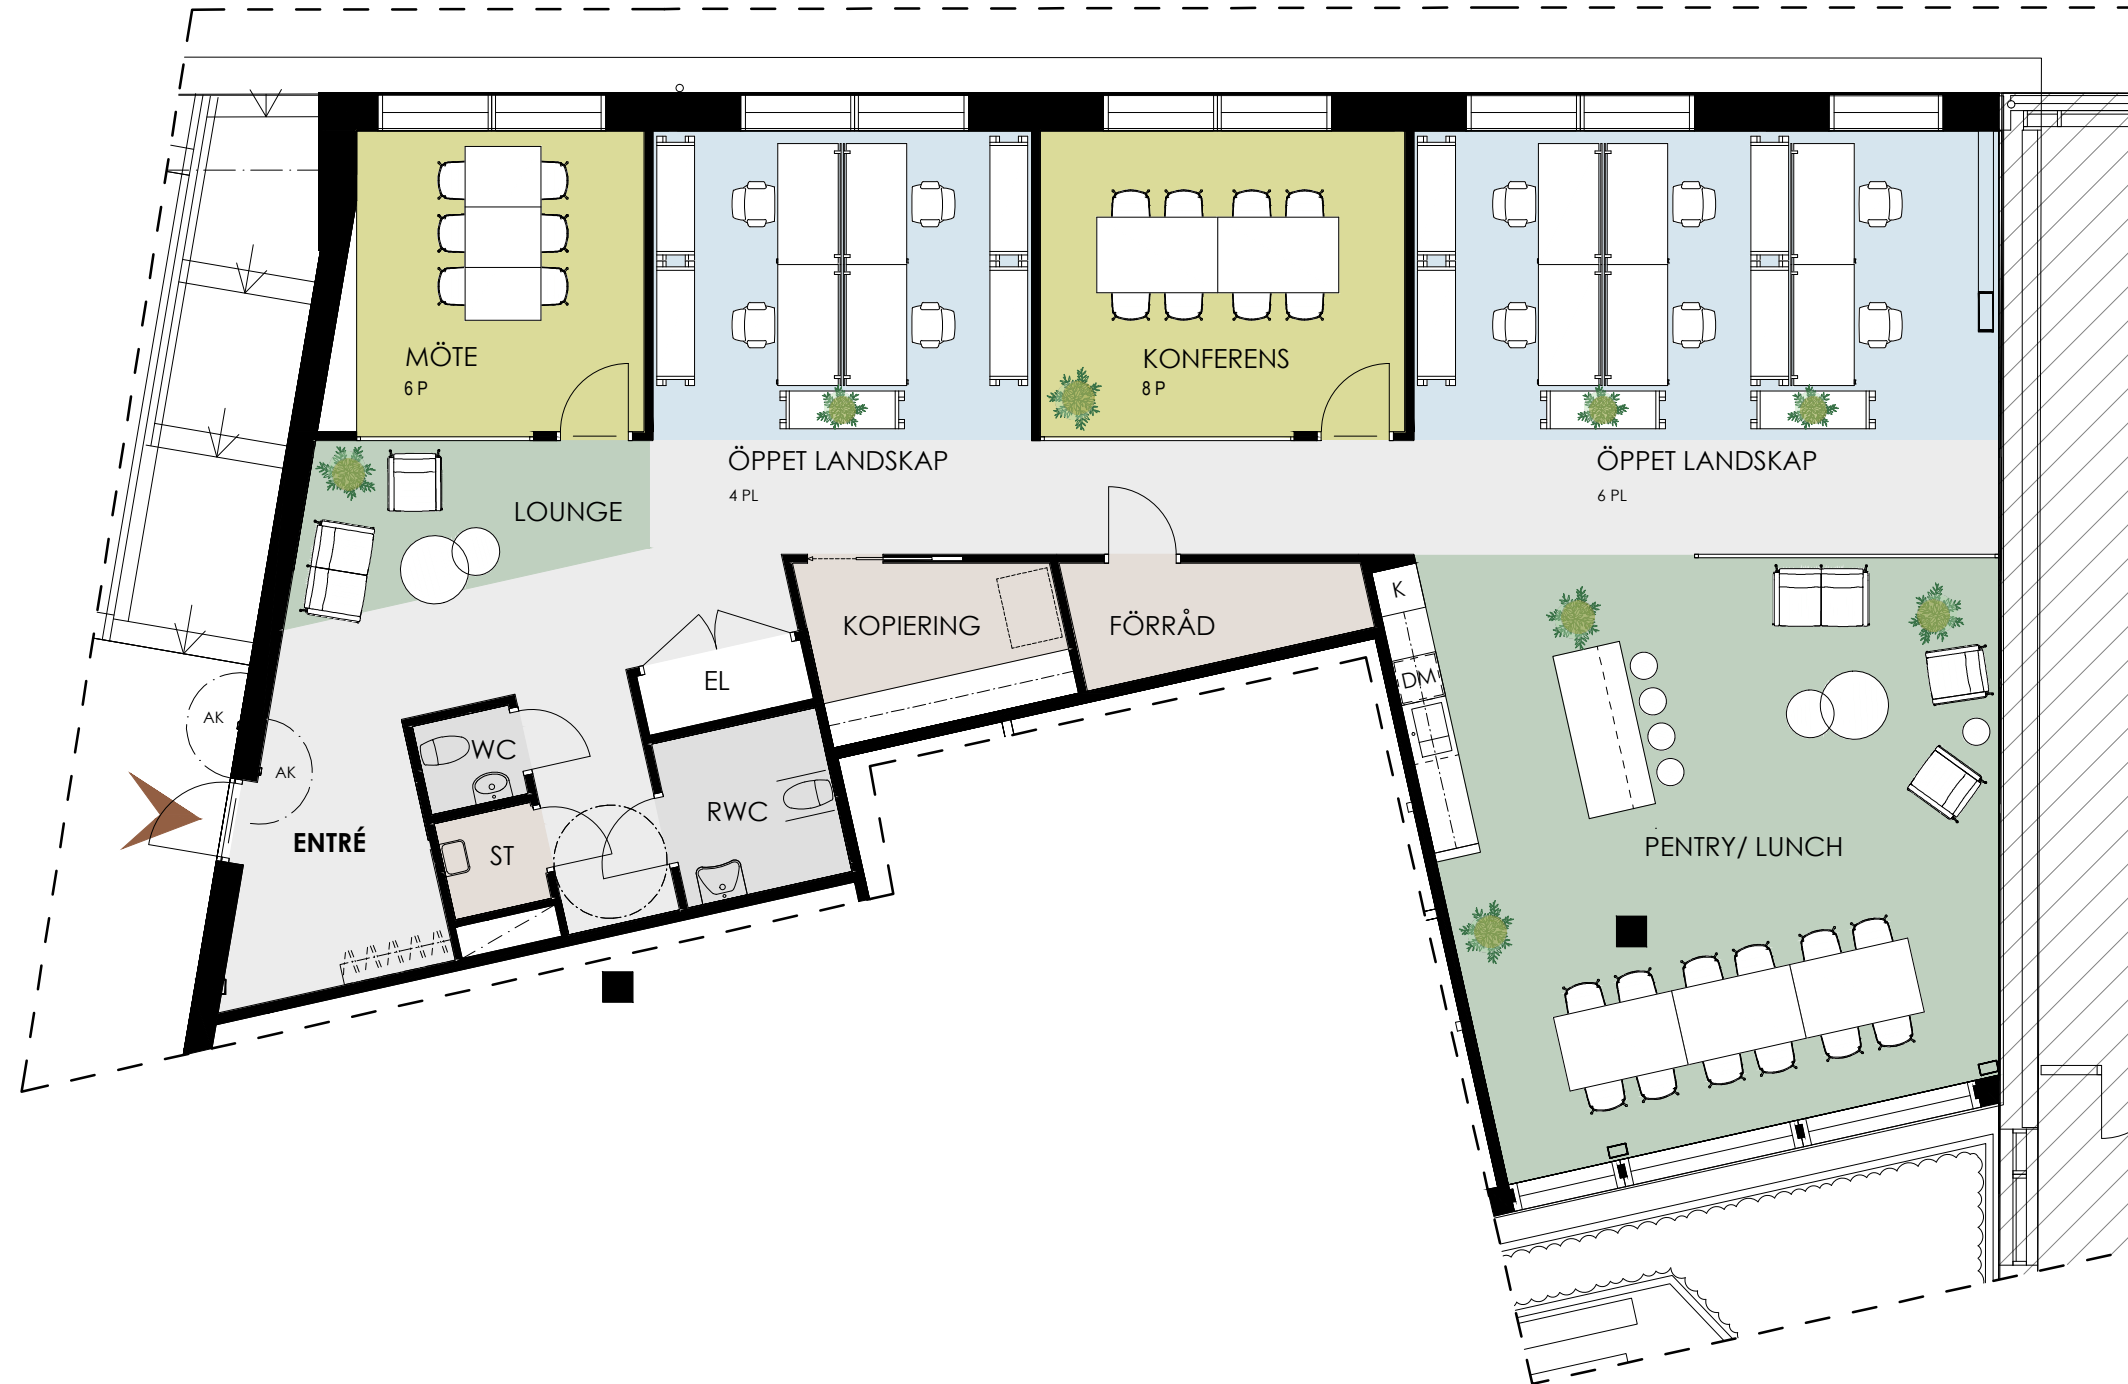 MÖTE
6 P
KONFERENS
8 P
ÖPPET LANDSKAP
4 PL
ÖPPET LANDSKAP
6 PL
LOUNGE
KOPIERING
FÖRRÅD
K
EL
DM
AK
WC
AK
RWC
ENTRÉ
ST
PENTRY/ LUNCH